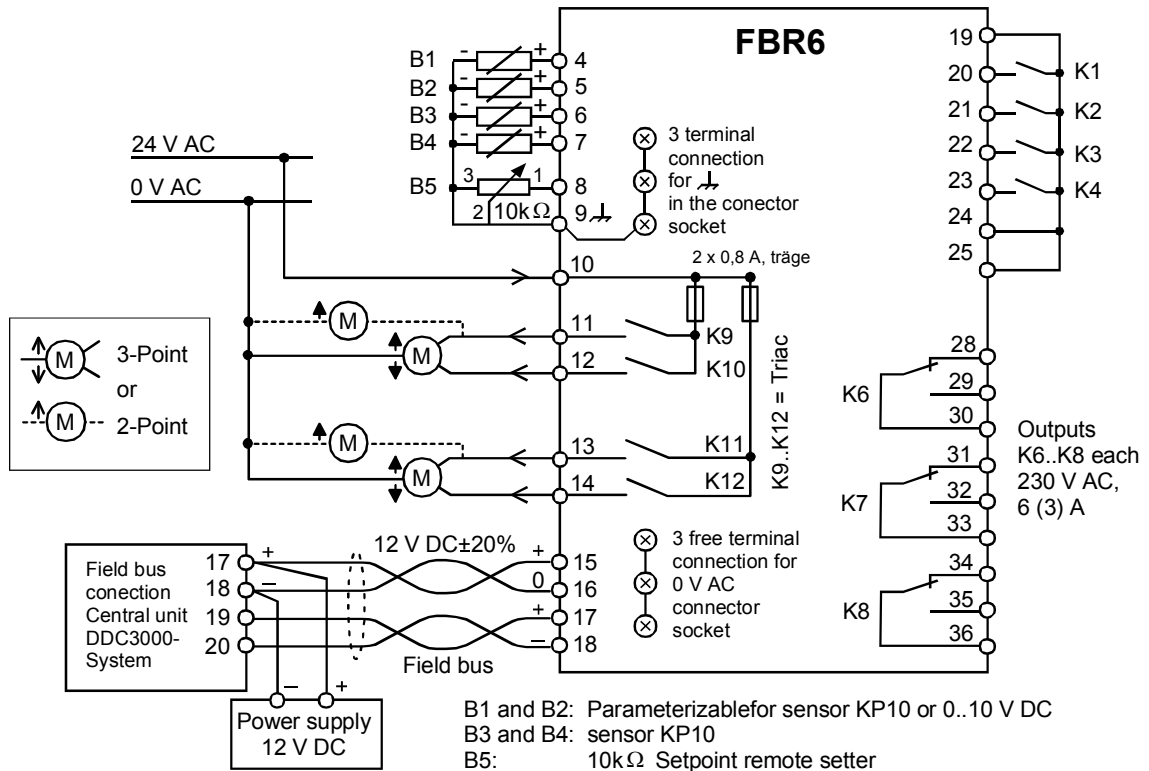 FBR6
B1 - + 4
B2 - + 5
B3 - + 6
B4 - + 7
B5 3 1 8
2 10kΩ 9
24 V AC
0 V AC
3 terminal
connection
for
in the conector
socket
19
20 K1
21 K2
22 K3
23 K4
24
25
10
2 x 0,8 A, träge
M
11 K9
M
12 K10
M
13 K11
M
14 K12
K9..K12 = Triac
M 3-Point
or
M 2-Point
28
K6 29
30
31
K7 32
33
34
K8 35
36
Outputs
K6..K8 each
230 V AC,
6 (3) A
3 free terminal
connection for
0 V AC
connector
socket
Field bus
conection
Central unit
DDC3000-
System
17 +
18 –
19
20
12 V DC±20%
+ 15
0 16
+ 17
– 18
Field bus
– +
Power supply
12 V DC
B1 and B2: Parameterizablefor sensor KP10 or 0..10 V DC
B3 and B4: sensor KP10
B5: 10kΩ Setpoint remote setter